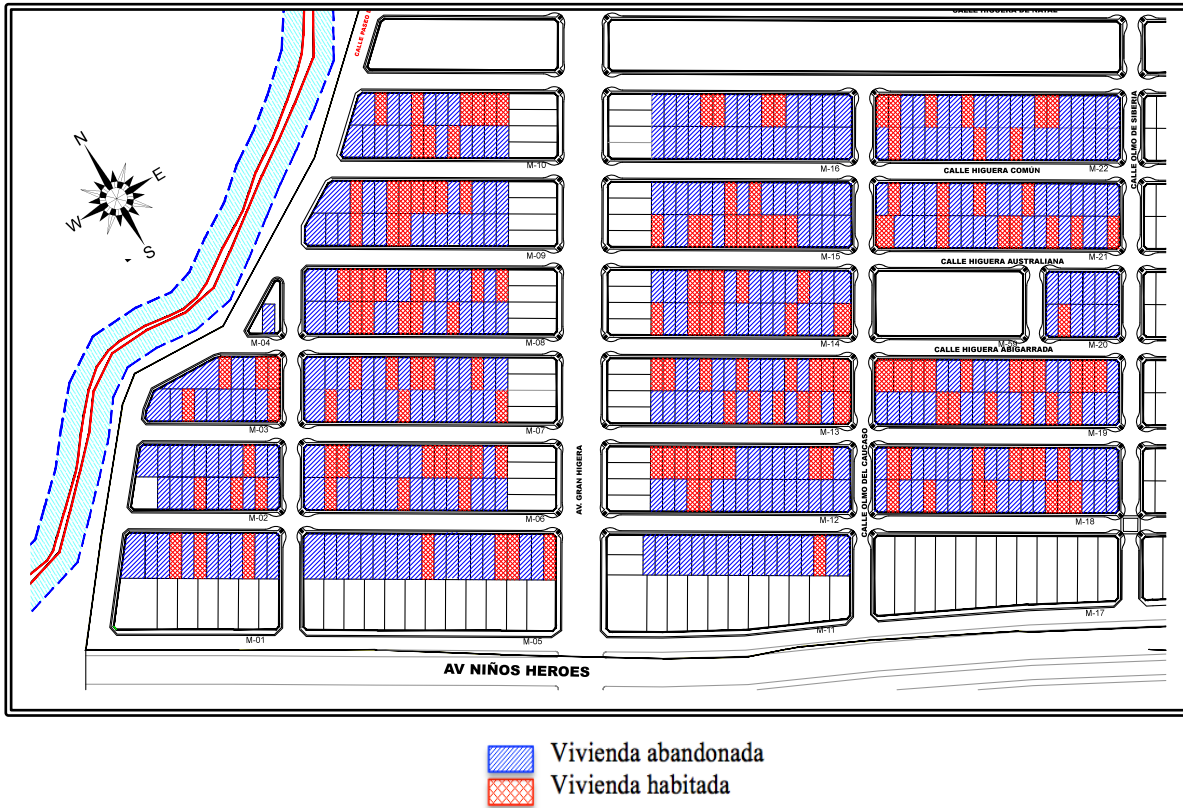 CALLE HIGUERA DE NATAL
CALLE PASEO
N
E
W
S
CALLE OLMO DE SIBERIA
M-10
M-16
CALLE HIGUERA COMÚN
M-22
M-09
M-15
CALLE HIGUERA AUSTRALIANA
M-21
M-04
M-08
M-14
M-59
M-20
CALLE HIGUERA ABIGARRADA
M-03
M-07
M-13
M-19
AV. GRAN HIGERA
CALLE OLMO DEL CAUCASO
M-02
M-06
M-12
M-18
M-01
M-05
M-11
M-17
AV NIÑOS HEROES
Vivienda abandonada
Vivienda habitada